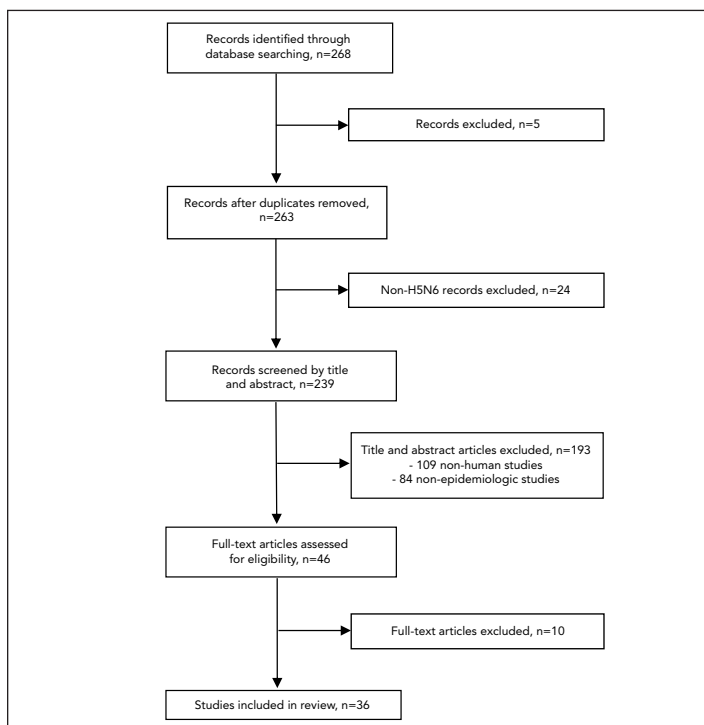 Records identified through
database searching, n=268
Records excluded, n=5
Records after duplicates removed,
n=263
Non-H5N6 records excluded, n=24
Records screened by title
and abstract, n=239
Title and abstract articles excluded, n=193
- 109 non-human studies
- 84 non-epidemiologic studies
Full-text articles assessed
for eligibility, n=46
Full-text articles excluded, n=10
Studies included in review, n=36